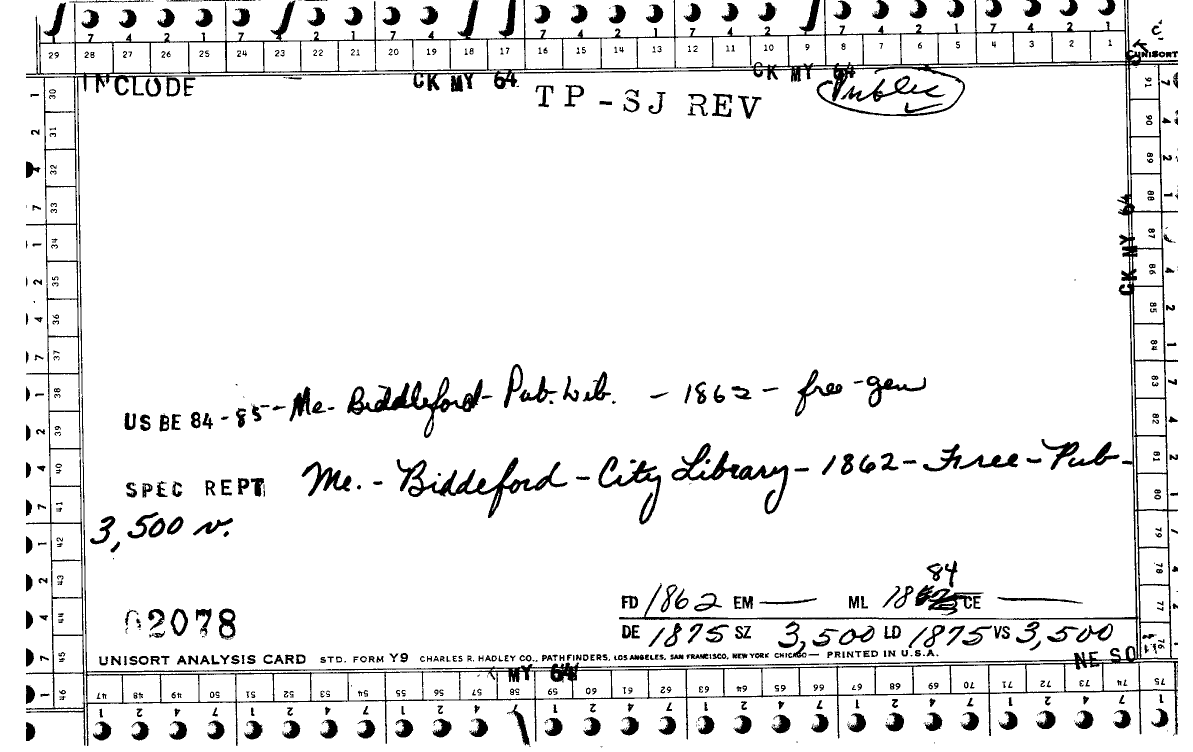 7 4 2 1 7 4 2 1 7 4 2 1 7 4 2 1 7 4 2 1 7 4 2 1
29 28 27 26 25 24 23 22 21 20 19 18 17 16 15 14 13 12 11 10 9 8 7 6 5 4 3 2 1 UNISORT
INCLUDE CK MY 64 CK MY 64
TP-SJ REV Public
CK MY 64
US BE 84-85 - Me- Biddleford- Pub. Lib. - 1862 - free-gen
SPEC REPT Me. - Biddeford - City Library - 1862 - Free - Pub -
3,500 v.
84
FD 1862 EM — ML 18 CE —
02078
DE 1875 SZ 3,500 LD 1875 VS 3,500
UNISORT ANALYSIS CARD STD. FORM Y9 CHARLES R. HADLEY CO., PATHFINDERS, LOS ANGELES, SAN FRANCISCO, NEW YORK CHICAGO — PRINTED IN U.S.A.
MY 64 NE SO
30 31 32 33 34 35 36 37 38 39 40 41 42 43 44 45 46
47 48 49 50 51 52 53 54 55 56 57 58 59 60 61 62 63 64 65 66 67 68 69 70 71 72 73 74 75
91 90 89 88 87 86 85 84 83 82 81 80 79 78 77 76